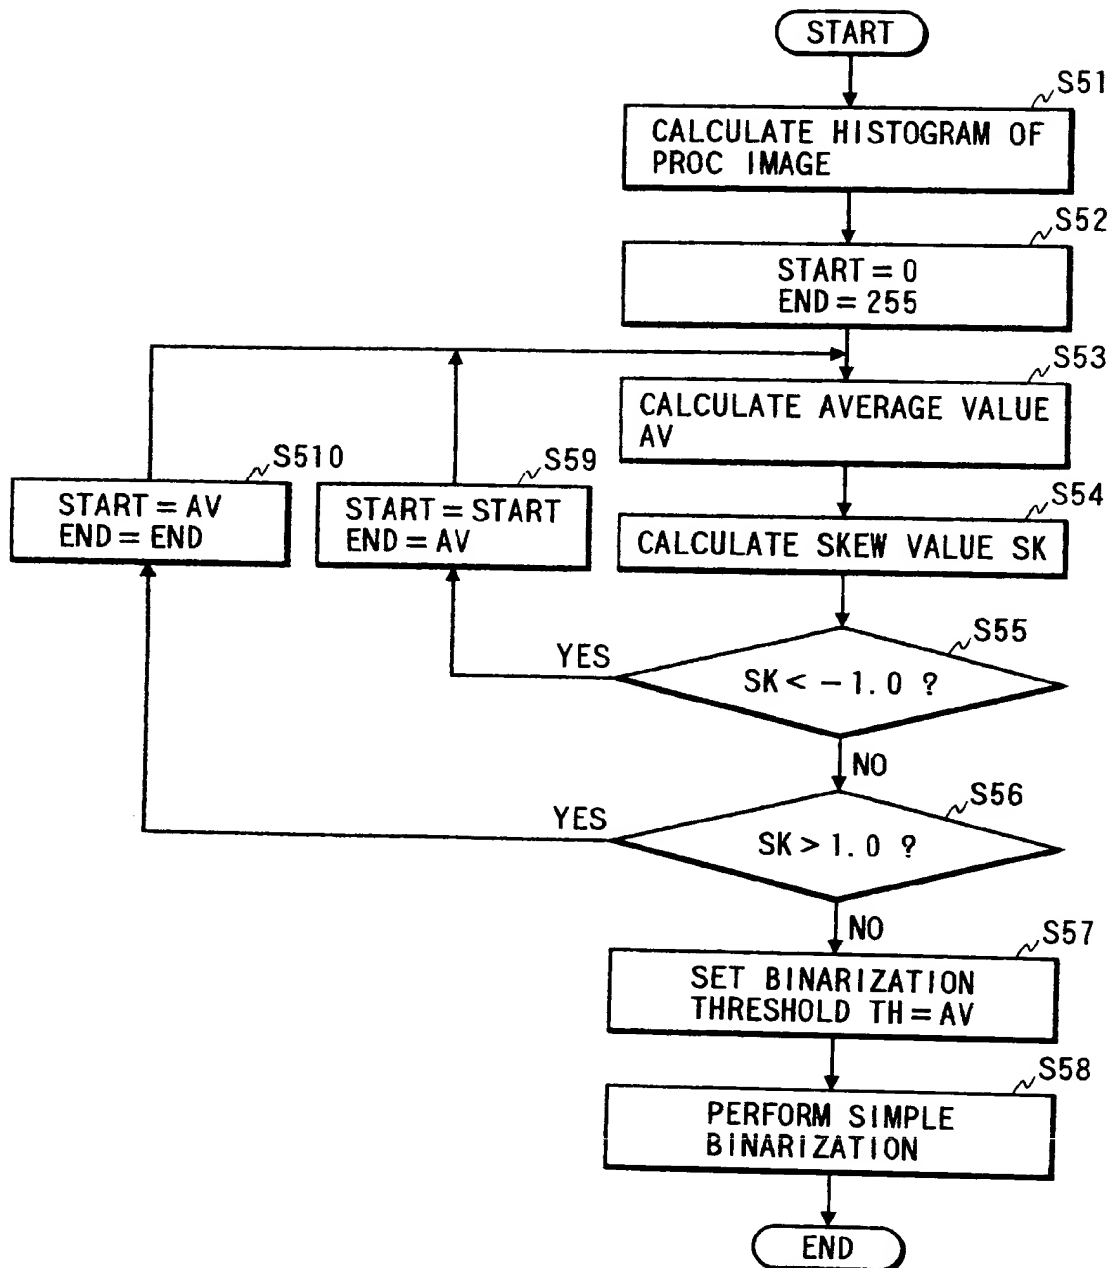 START
S51
CALCULATE HISTOGRAM OF
PROC IMAGE
S52
START = 0
END = 255
S53
CALCULATE AVERAGE VALUE
AV
S510
START = AV
END = END
S59
START = START
END = AV
S54
CALCULATE SKEW VALUE SK
S55
YES
SK < - 1.0 ?
NO
S56
YES
SK > 1.0 ?
NO
S57
SET BINARIZATION
THRESHOLD TH = AV
S58
PERFORM SIMPLE
BINARIZATION
END